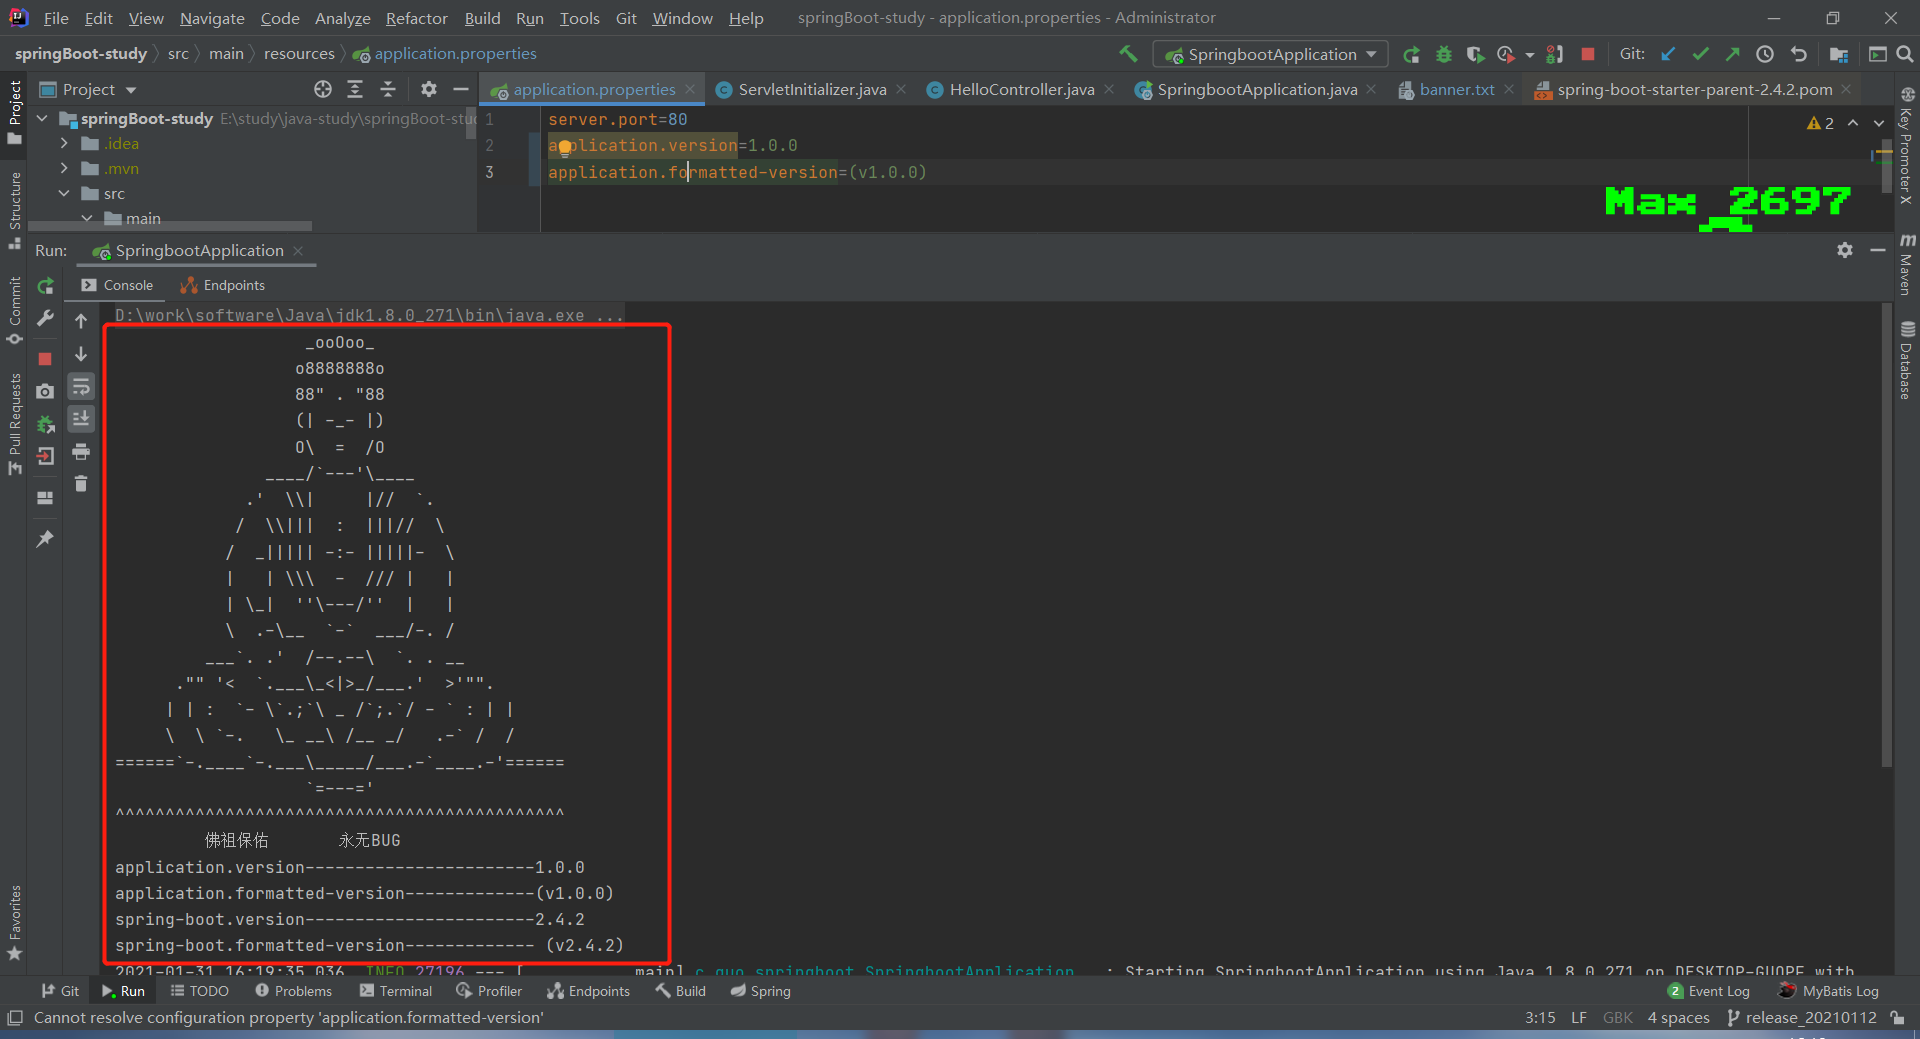 File Edit View Navigate Code Analyze Refactor Build Run Tools Git Window Help springBoot-study - application.properties - Administrator
springBoot-study src main resources application.properties SpringbootApplication Git:
Project application.properties ServletInitializer.java HelloController.java SpringbootApplication.java banner.txt spring-boot-starter-parent-2.4.2.pom
springBoot-study E:\study\java-study\springBoot-stu
.idea
.mvn
src
main
1 server.port=80
2 application.version=1.0.0
3 application.formatted-version=(v1.0.0)
2
Max_2697
Run: SpringbootApplication
Console Endpoints
D:\work\software\Java\jdk1.8.0_271\bin\java.exe ...
                   _ooOoo_
                  o8888888o
                  88" . "88
                  (| -_- |)
                  O\  =  /O
               ____/`---'\____
             .'  \\|     |//  `.
            /  \\|||  :  |||//  \
           /  _||||| -:- |||||-  \
           |   | \\\  -  /// |   |
           | \_|  ''\---/''  |   |
           \  .-\__  `-`  ___/-. /
         ___`. .'  /--.--\  `. . __
      ."" '<  `.___\_<|>_/___.'  >'"".
     | | :  `- \`.;`\ _ /`;.`/ - ` : | |
     \  \ `-.   \_ __\ /__ _/   .-` /  /
======`-.____`-.___\_____/___.-`____.-'======
                   `=---='
^^^^^^^^^^^^^^^^^^^^^^^^^^^^^^^^^^^^^^^^^^^^^
佛祖保佑 永无BUG
application.version-----------------------1.0.0
application.formatted-version-------------(v1.0.0)
spring-boot.version-----------------------2.4.2
spring-boot.formatted-version------------- (v2.4.2)
2021-01-31 16:19:35.036 INFO 27196 --- [ main] c.guo.springboot.SpringbootApplication : Starting SpringbootApplication using Java 1.8.0_271 on DESKTOP-GUOPE with
Git Run TODO Problems Terminal Profiler Endpoints Build Spring 2 Event Log MyBatis Log
Cannot resolve configuration property 'application.formatted-version' 3:15 LF GBK 4 spaces release_20210112
Project
Structure
Commit
Pull Requests
Favorites
Key Promoter X
Maven
Database